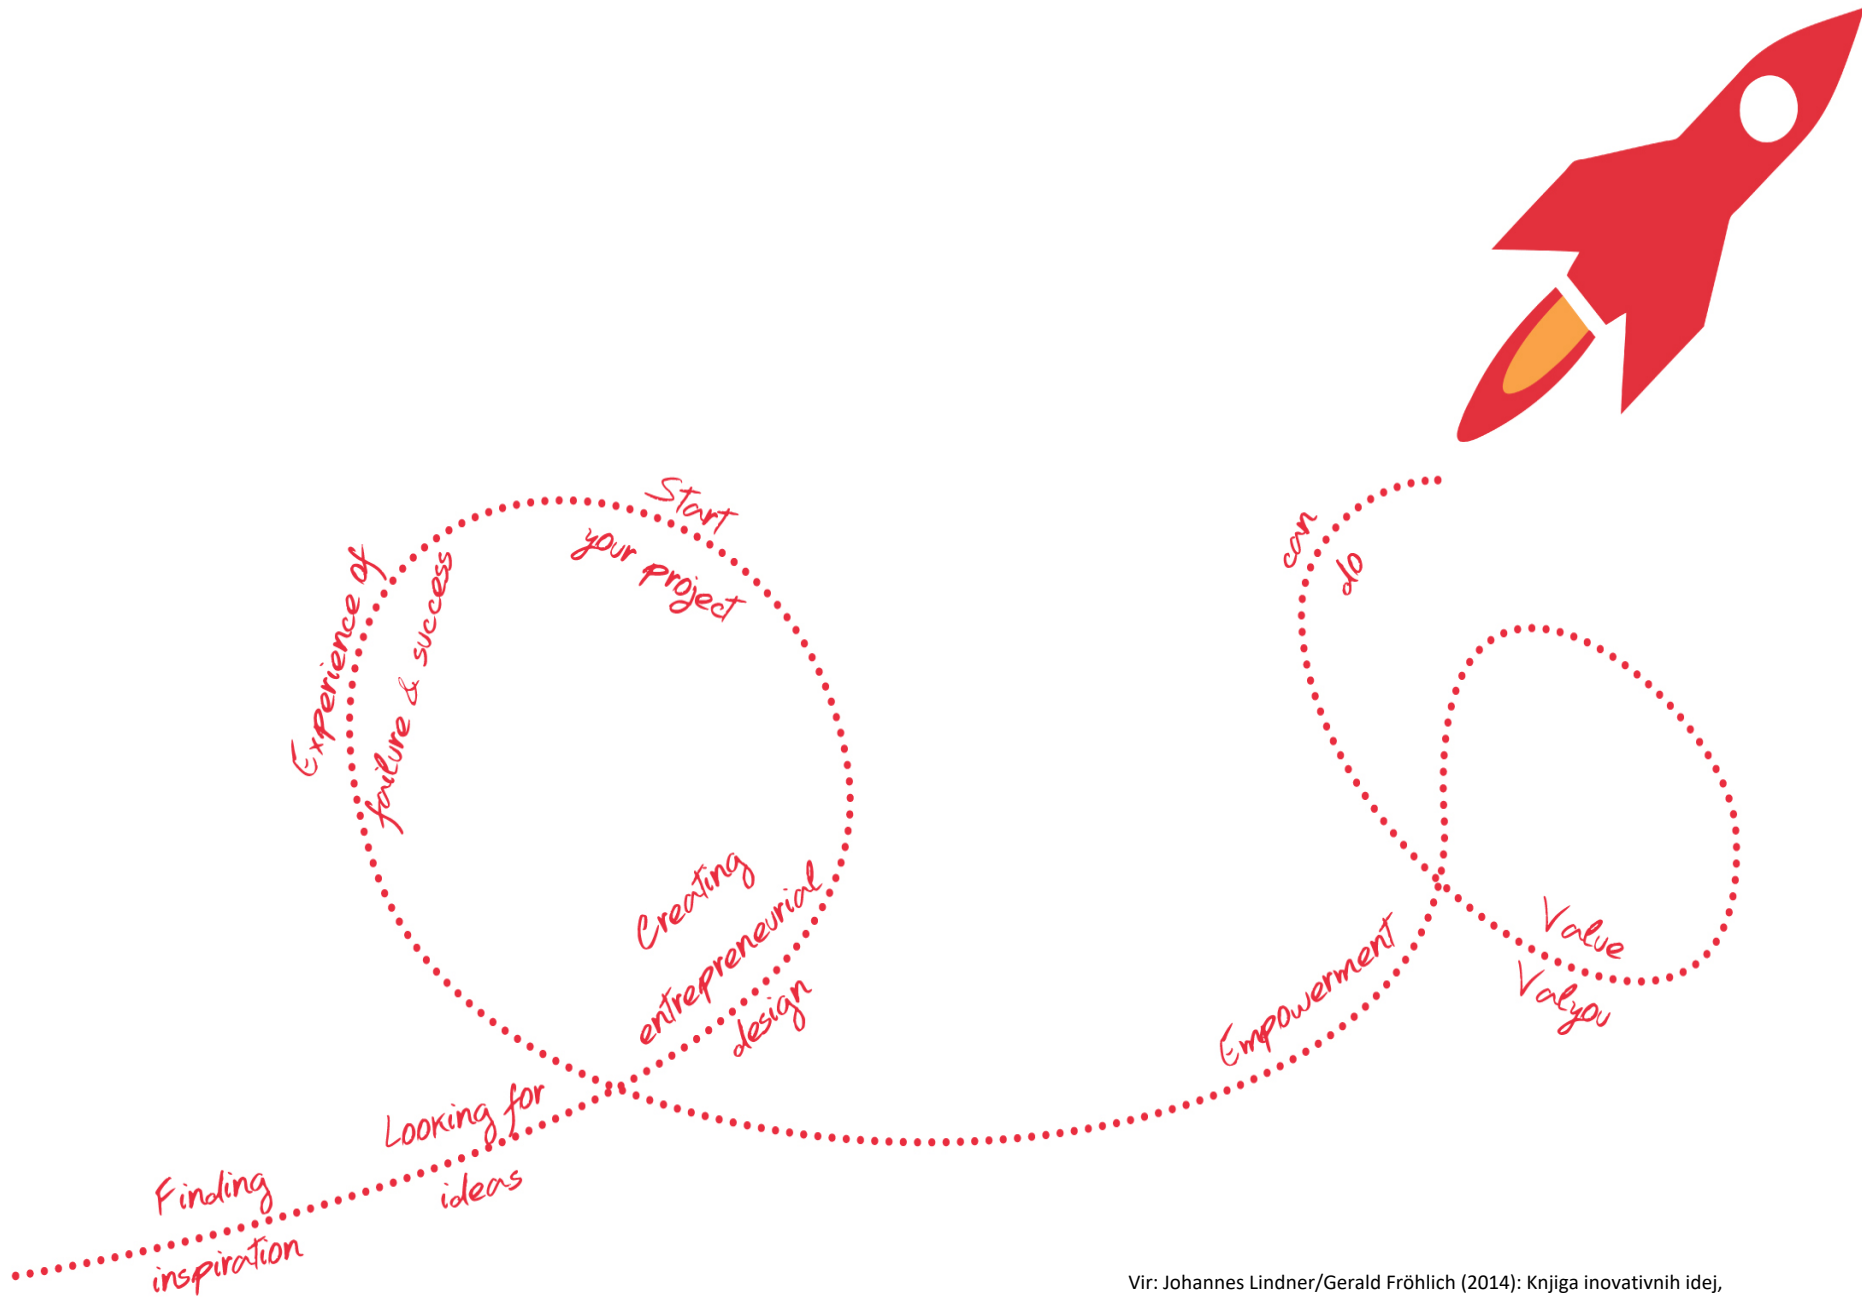 Finding
inspiration
Looking for
ideas
Creating
entrepreneurial
design
Start
your project
Experience of
failure & success
Empowerment
Value
Valyou
can
do
Vir: Johannes Lindner/Gerald Fröhlich (2014): Knjiga inovativnih idej,